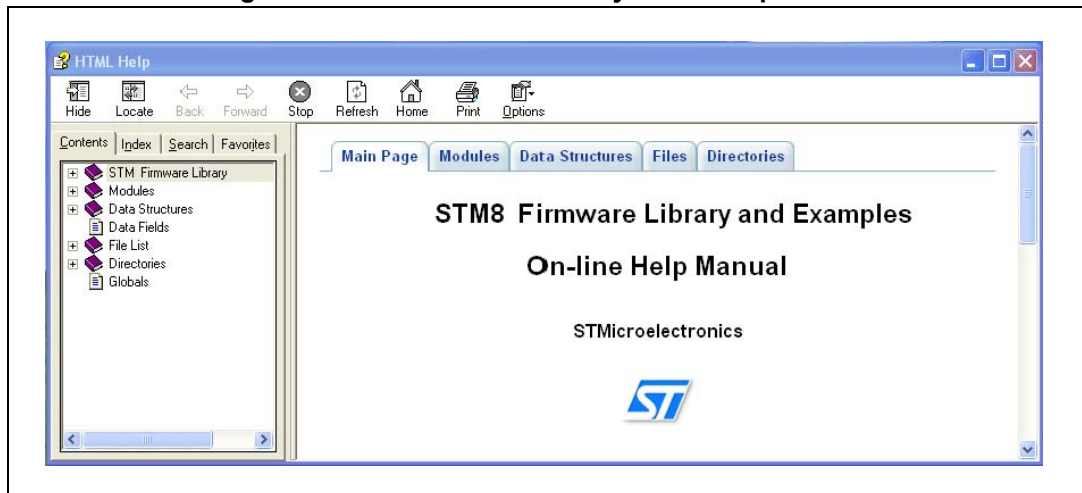 HTML Help
Hide Locate Back Forward Stop Refresh Home Print Options
Contents Index Search Favorites
STM Firmware Library
Modules
Data Structures
Data Fields
File List
Directories
Globals
Main Page Modules Data Structures Files Directories
STM8 Firmware Library and Examples
On-line Help Manual
STMicroelectronics
ST